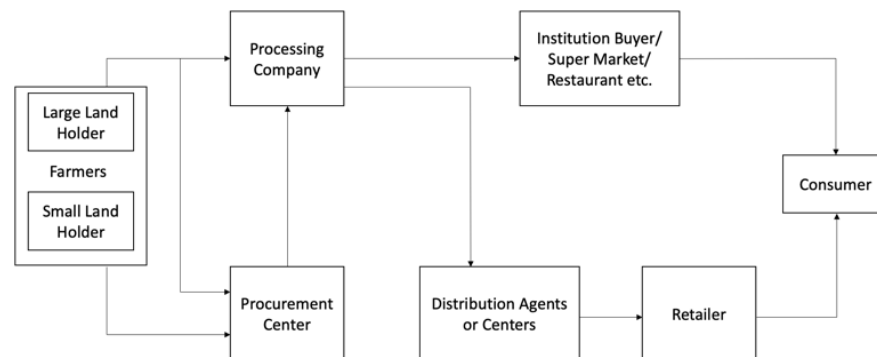 Processing
Company
Institution Buyer/
Super Market/
Restaurant etc.
Large Land
Holder
Farmers
Small Land
Holder
Consumer
Procurement
Center
Distribution Agents
or Centers
Retailer